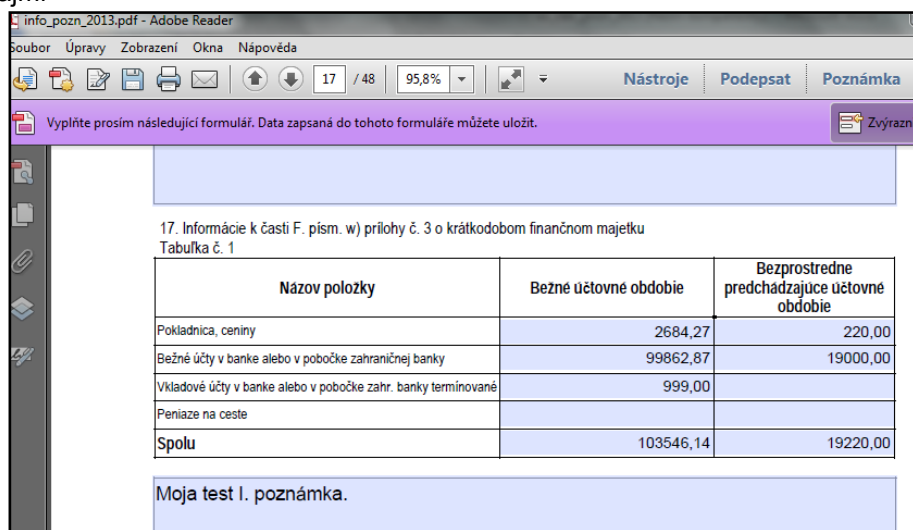 info_pozn_2013.pdf - Adobe Reader
Soubor Úpravy Zobrazení Okna Nápověda
17 / 48 95,8% Nástroje Podepsat Poznámka
Vyplňte prosím následující formulář. Data zapsaná do tohoto formuláře můžete uložit.
17. Informácie k časti F. písm. w) prílohy č. 3 o krátkodobom finančnom majetku
Tabuľka č. 1
Názov položky Bežné účtovné obdobie Bezprostredne predchádzajúce účtovné obdobie
Pokladnica, ceniny 2684,27 220,00
Bežné účty v banke alebo v pobočke zahraničnej banky 99862,87 19000,00
Vkladové účty v banke alebo v pobočke zahr. banky termínované 999,00
Peniaze na ceste
Spolu 103546,14 19220,00
Moja test I. poznámka.